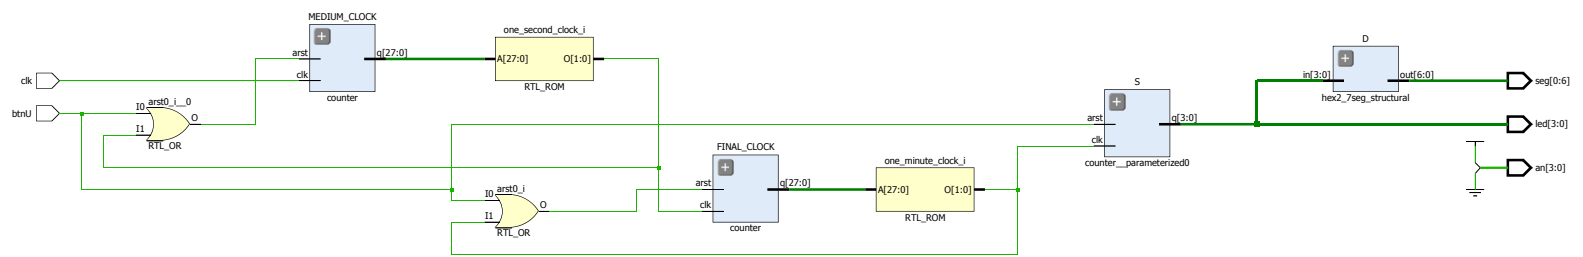 MEDIUM_CLOCK
arst
clk
q[27:0]
counter
one_second_clock_i
A[27:0]
O[1:0]
RTL_ROM
clk
btnU
arst0_i__0
I0
I1
O
RTL_OR
arst0_i
I0
I1
O
RTL_OR
FINAL_CLOCK
arst
clk
q[27:0]
counter
one_minute_clock_i
A[27:0]
O[1:0]
RTL_ROM
S
arst
clk
q[3:0]
counter__parameterized0
D
in[3:0]
out[6:0]
hex2_7seg_structural
seg[0:6]
led[3:0]
an[3:0]